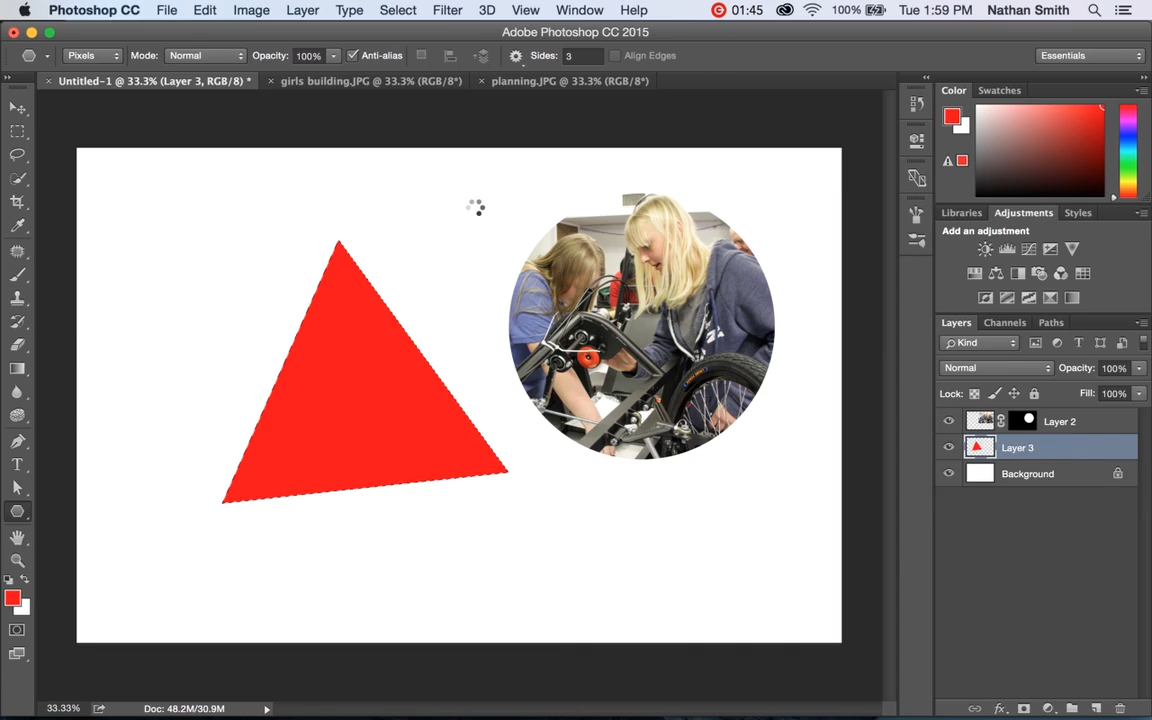 Photoshop CC File Edit Image Layer Type Select Filter 3D View Window Help 01:45 100% Tue 1:59 PM Nathan Smith
Adobe Photoshop CC 2015
Pixels Mode: Normal Opacity: 100% Anti-alias Sides: 3 Align Edges Essentials
Untitled-1 @ 33.3% (Layer 3, RGB/8) * girls building.JPG @ 33.3% (RGB/8*) planning.JPG @ 33.3% (RGB/8*)
Color Swatches
Libraries Adjustments Styles
Add an adjustment
Layers Channels Paths
Kind
Normal Opacity: 100%
Lock: Fill: 100%
Layer 2
Layer 3
Background
33.33% Doc: 48.2M/30.9M